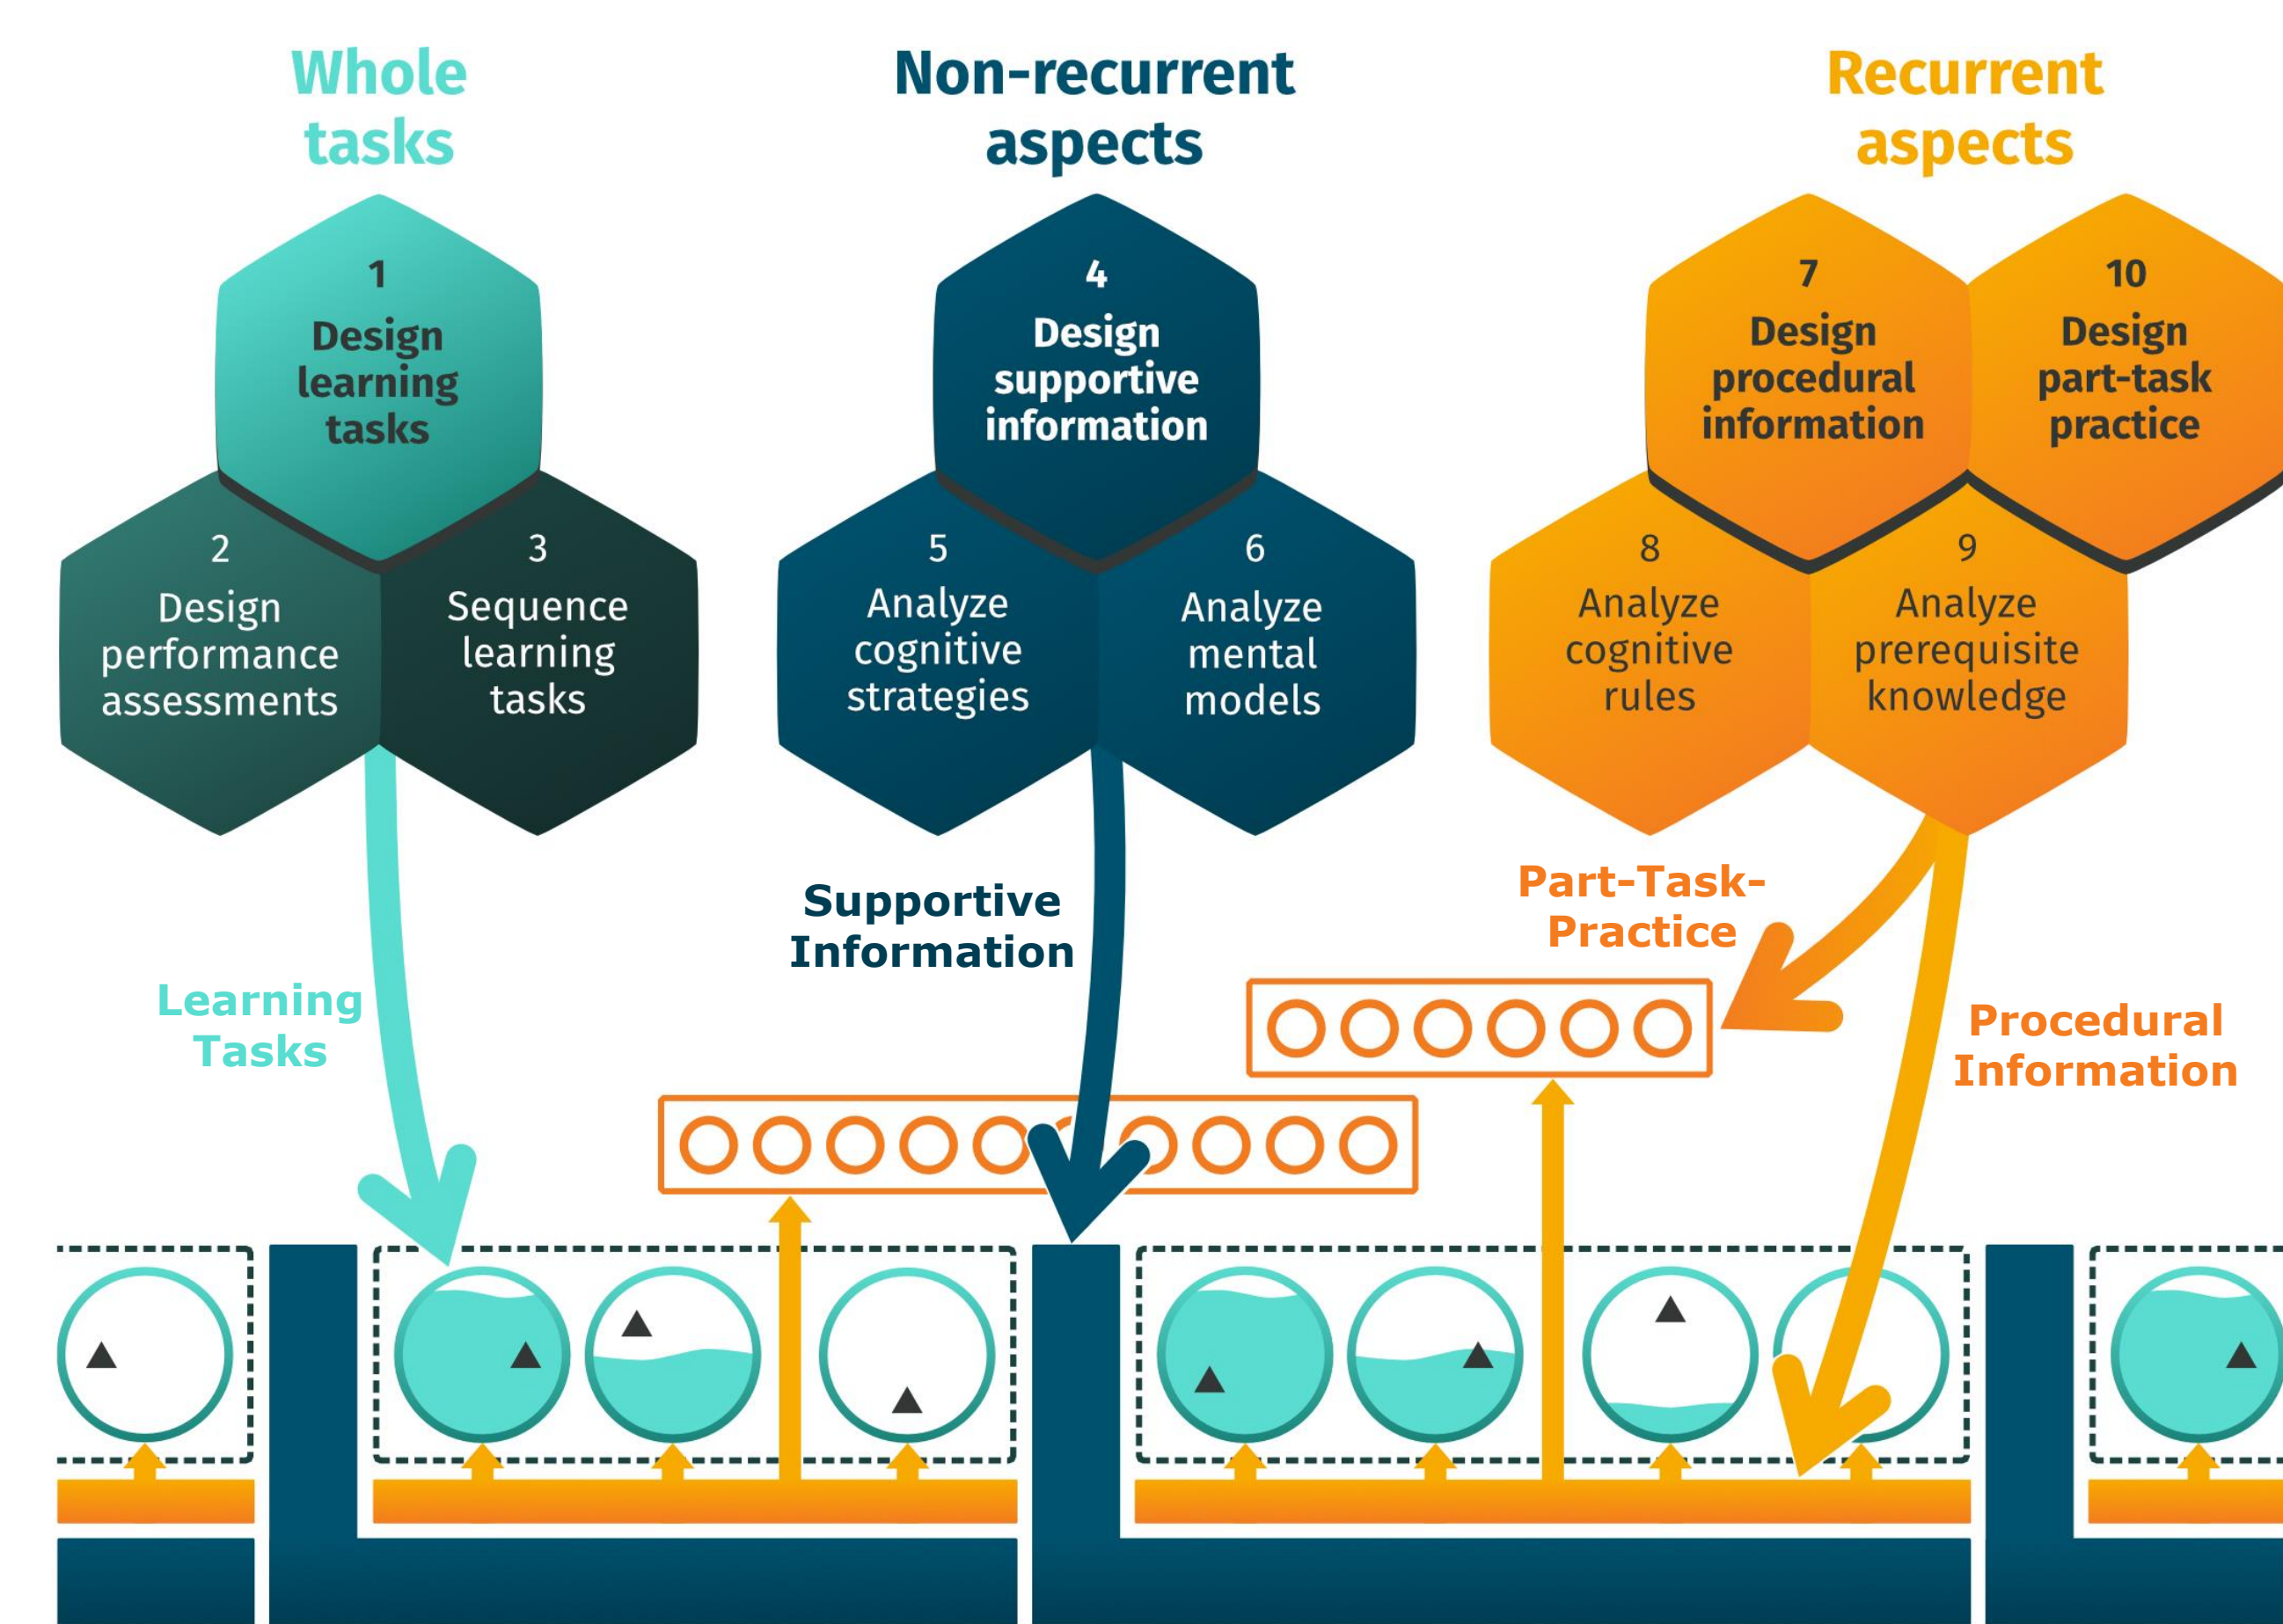 Whole
tasks
Non-recurrent
aspects
Recurrent
aspects
1
Design
learning
tasks
2
Design
performance
assessments
3
Sequence
learning
tasks
4
Design
supportive
information
5
Analyze
cognitive
strategies
6
Analyze
mental
models
7
Design
procedural
information
10
Design
part-task
practice
8
Analyze
cognitive
rules
9
Analyze
prerequisite
knowledge
Learning
Tasks
Supportive
Information
Part-Task-
Practice
Procedural
Information